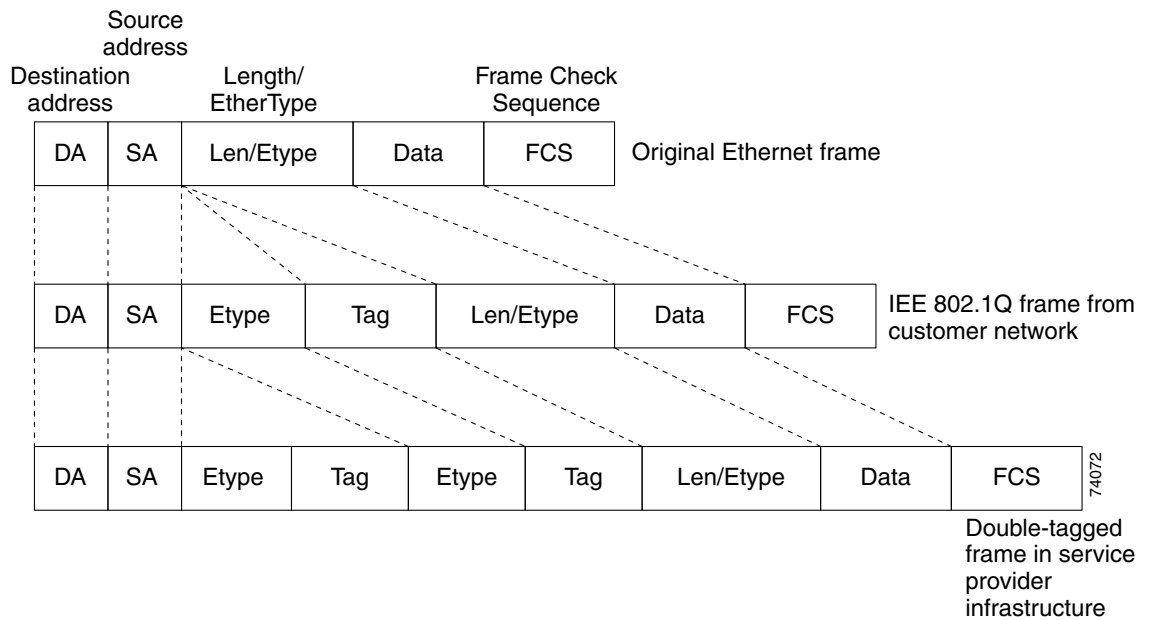 Source
address
Destination
address
Length/
EtherType
Frame Check
Sequence
DA SA Len/Etype Data FCS Original Ethernet frame
DA SA Etype Tag Len/Etype Data FCS
IEE 802.1Q frame from
customer network
DA SA Etype Tag Etype Tag Len/Etype Data FCS
74072
Double-tagged
frame in service
provider
infrastructure